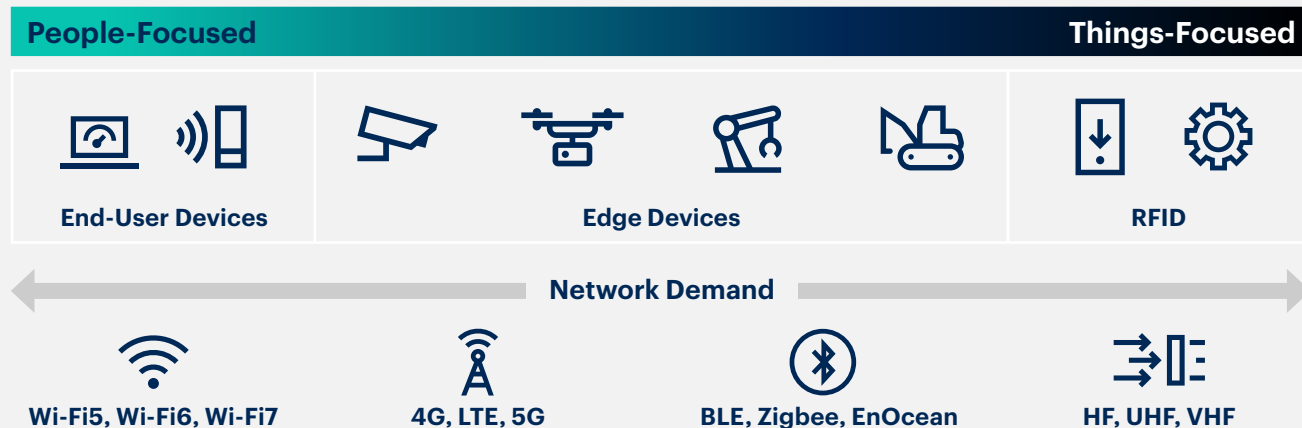 People-Focused Things-Focused
End-User Devices Edge Devices RFID
Network Demand
Wi-Fi5, Wi-Fi6, Wi-Fi7 4G, LTE, 5G BLE, Zigbee, EnOcean HF, UHF, VHF